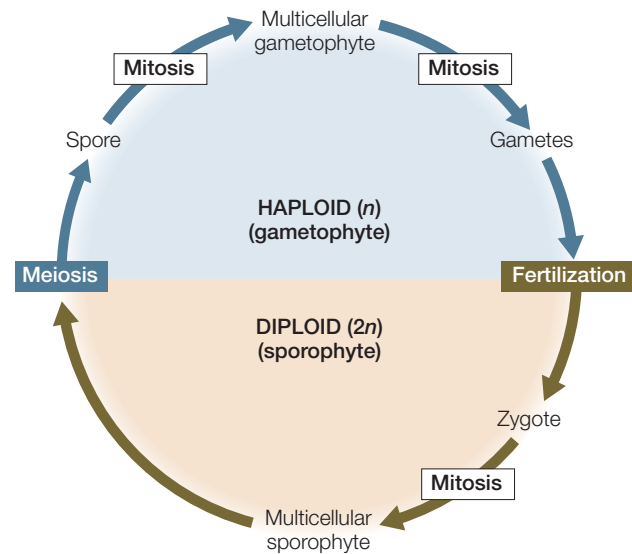 Multicellular
gametophyte
Mitosis
Mitosis
Spore
Gametes
HAPLOID (n)
(gametophyte)
Meiosis
Fertilization
DIPLOID (2n)
(sporophyte)
Zygote
Mitosis
Multicellular
sporophyte